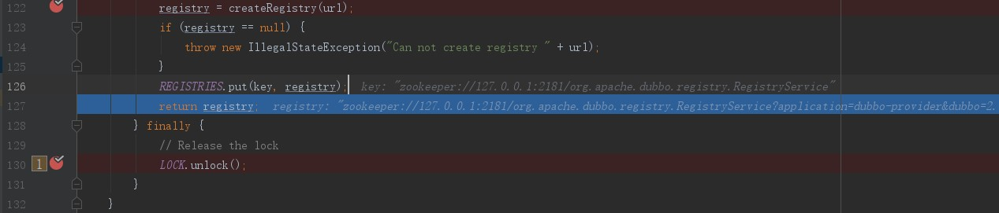 122 registry = createRegistry(url);
123 if (registry == null) {
124 throw new IllegalStateException("Can not create registry " + url);
125 }
126 REGISTRIES.put(key, registry); key: "zookeeper://127.0.0.1:2181/org.apache.dubbo.registry.RegistryService"
127 return registry; registry: "zookeeper://127.0.0.1:2181/org.apache.dubbo.registry.RegistryService?application=dubbo-provider&dubbo=2.
128 } finally {
129 // Release the lock
130 1 LOCK.unlock();
131 }
132 }